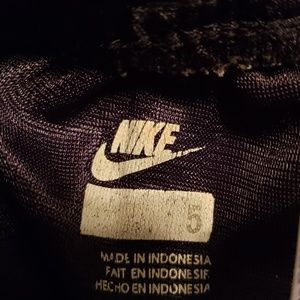 NIKE
5
MADE IN INDONESIA
FAIT EN INDONESIE
HECHO EN INDONESIA